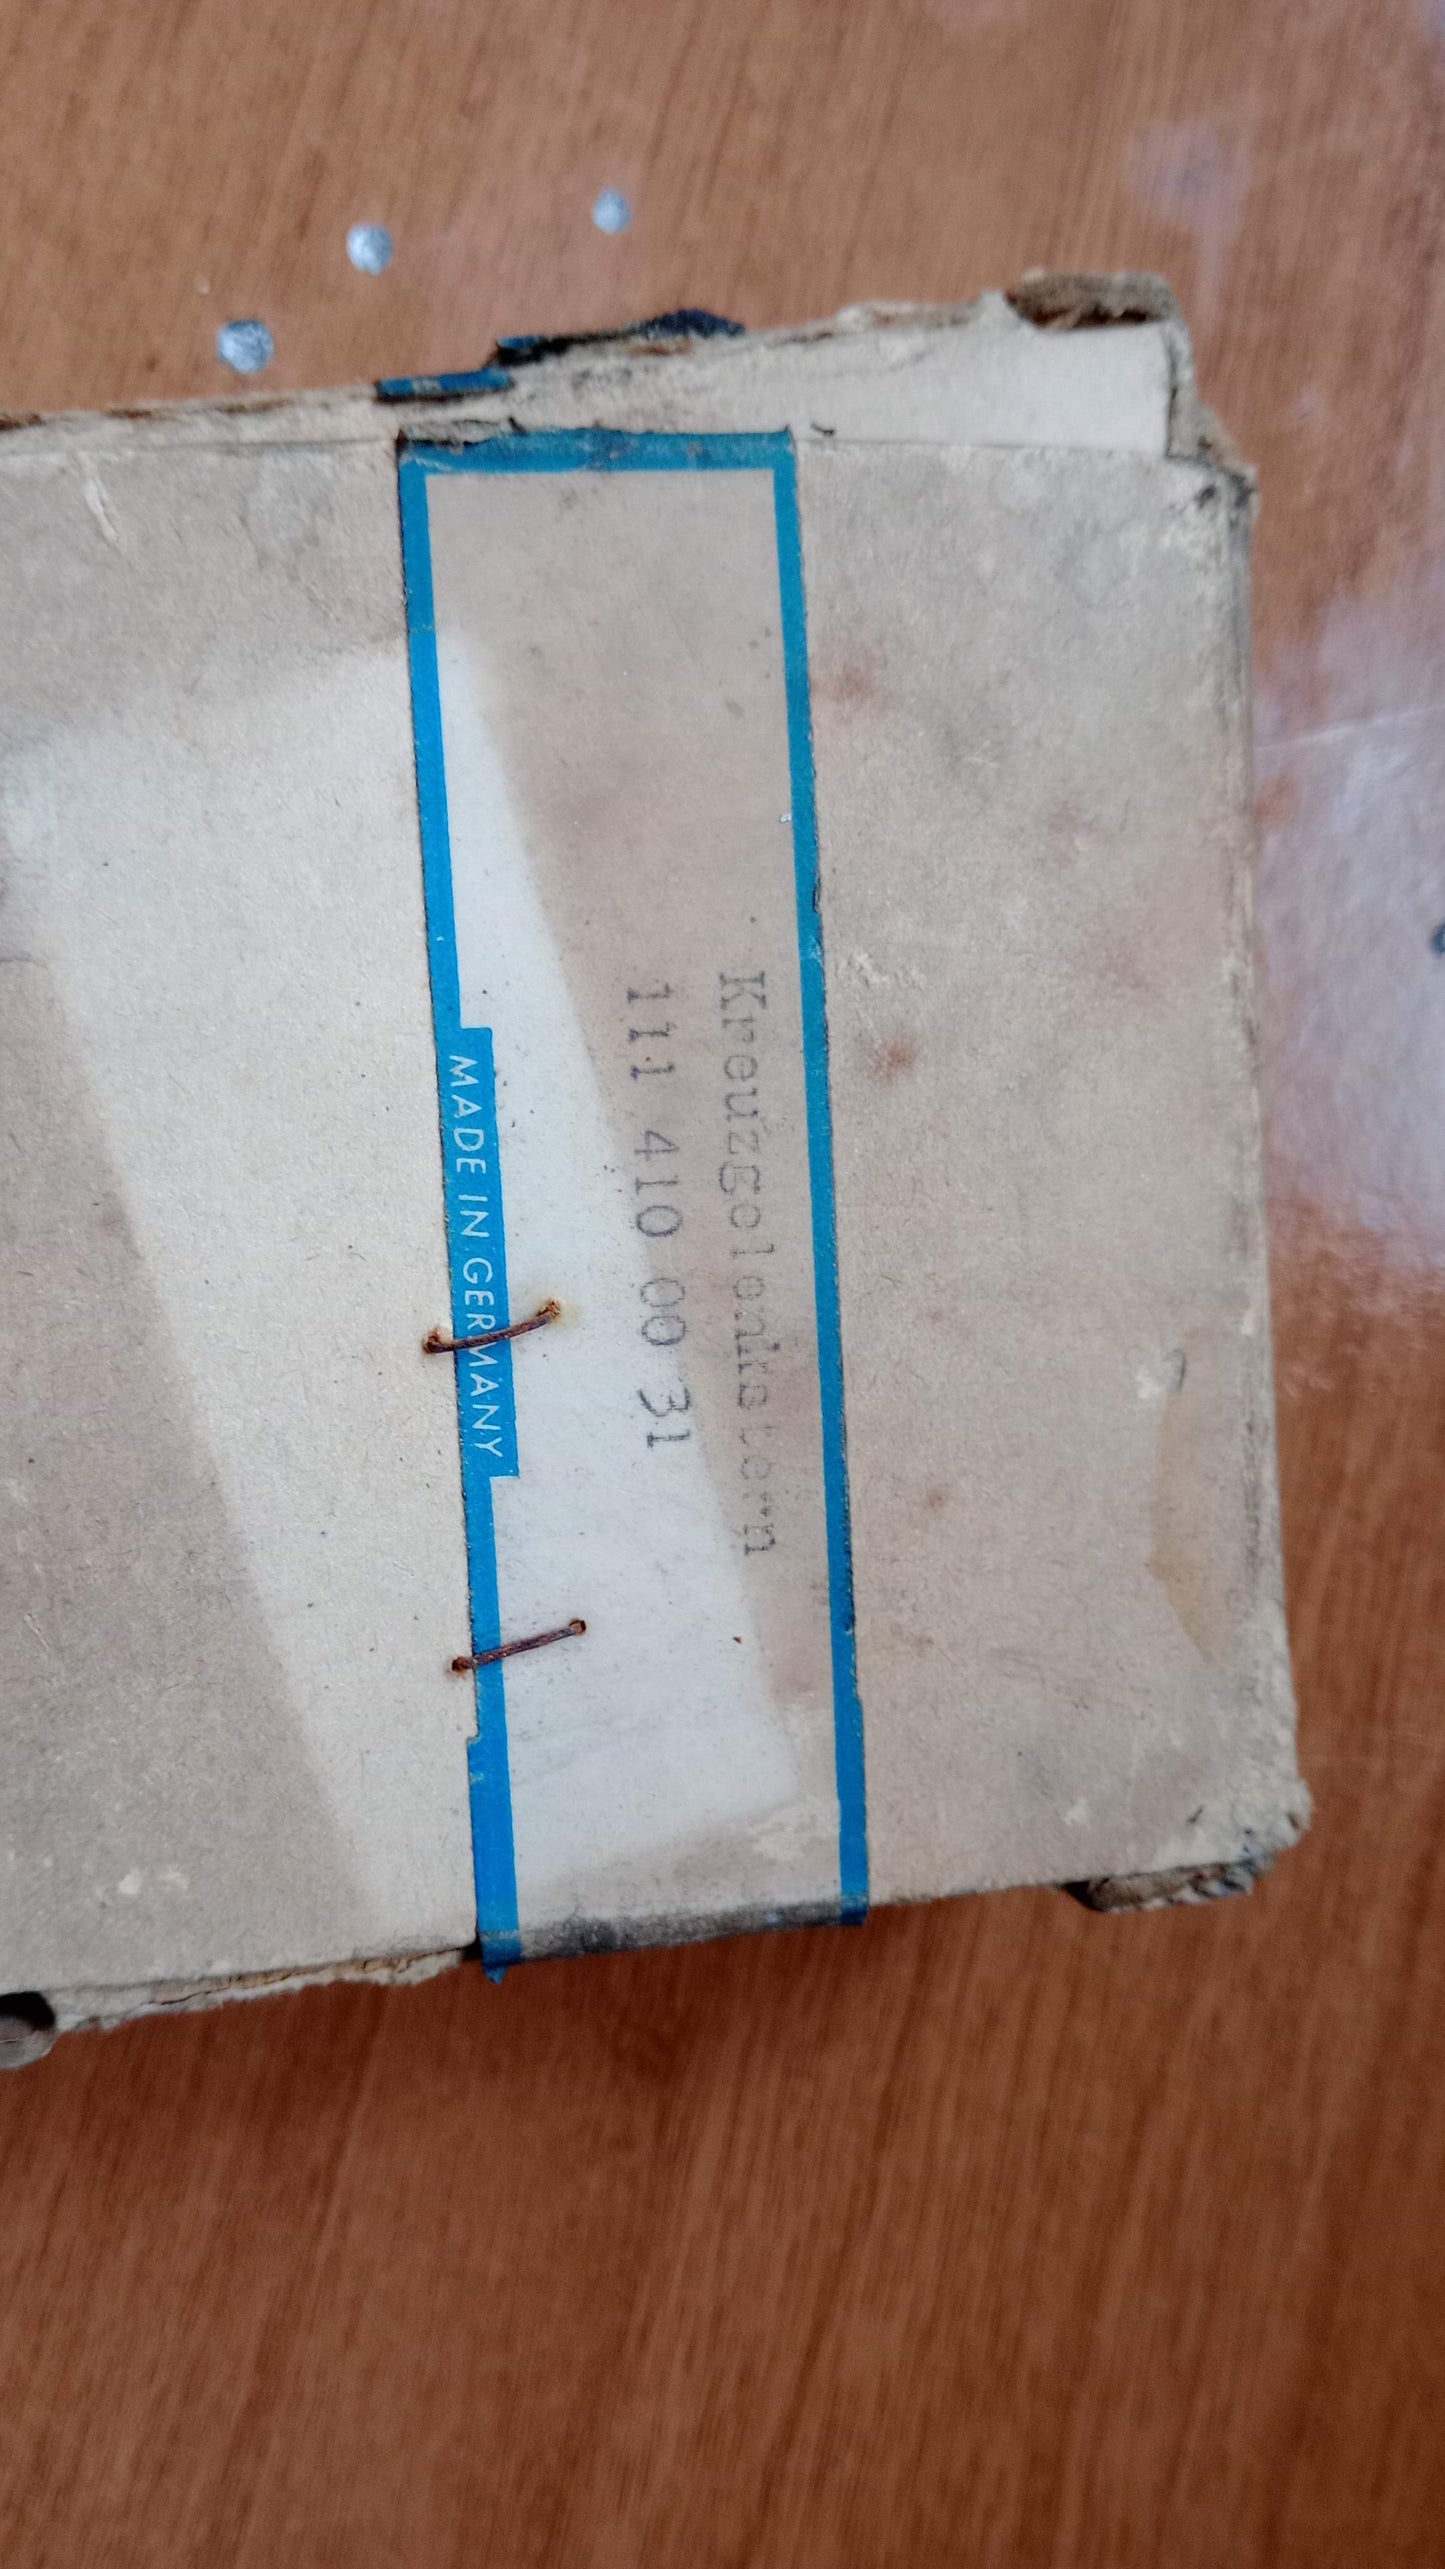 Kreuzgelenkstern
111 410 00 31
MADE IN GERMANY